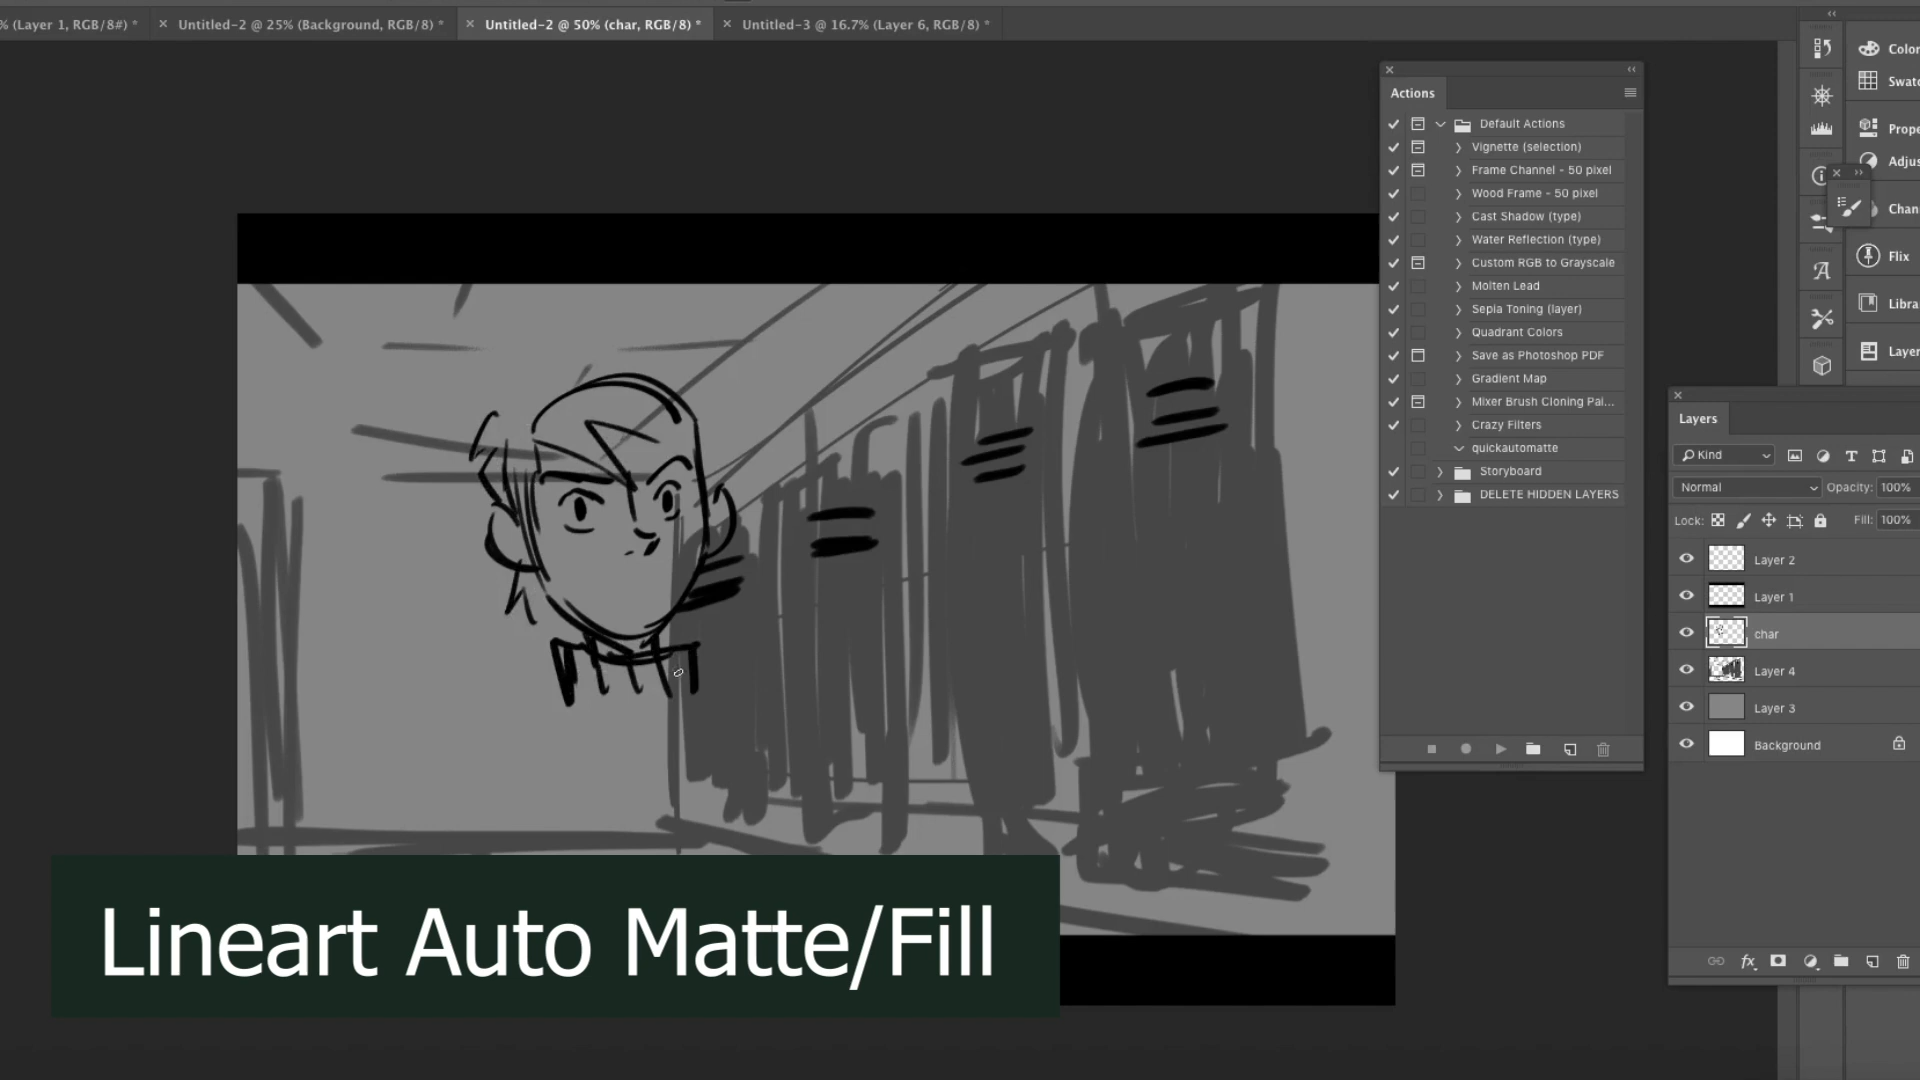 % (Layer 1, RGB/8#) *
Untitled-2 @ 25% (Background, RGB/8) *
Untitled-2 @ 50% (char, RGB/8) *
Untitled-3 @ 16.7% (Layer 6, RGB/8) *
Actions
Default Actions
Vignette (selection)
Frame Channel - 50 pixel
Wood Frame - 50 pixel
Cast Shadow (type)
Water Reflection (type)
Custom RGB to Grayscale
Molten Lead
Sepia Toning (layer)
Quadrant Colors
Save as Photoshop PDF
Gradient Map
Mixer Brush Cloning Pai...
Crazy Filters
quickautomatte
Storyboard
DELETE HIDDEN LAYERS
Color
Swatc
Prope
Adjus
Chan
Flix
Libra
Layer
Layers
Kind
Normal
Opacity: 100%
Lock:
Fill: 100%
Layer 2
Layer 1
char
Layer 4
Layer 3
Background
fx
Lineart Auto Matte/Fill